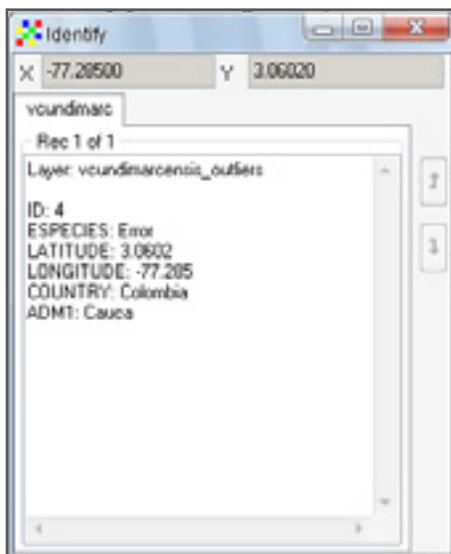 Identify
X -77.28500 Y 3.06020
vcundimarc
Rec 1 of 1
Layer: vcundimarcensis_outliers
ID: 4
ESPECIES: Error
LATITUDE: 3.0602
LONGITUDE: -77.285
COUNTRY: Colombia
ADM1: Cauca